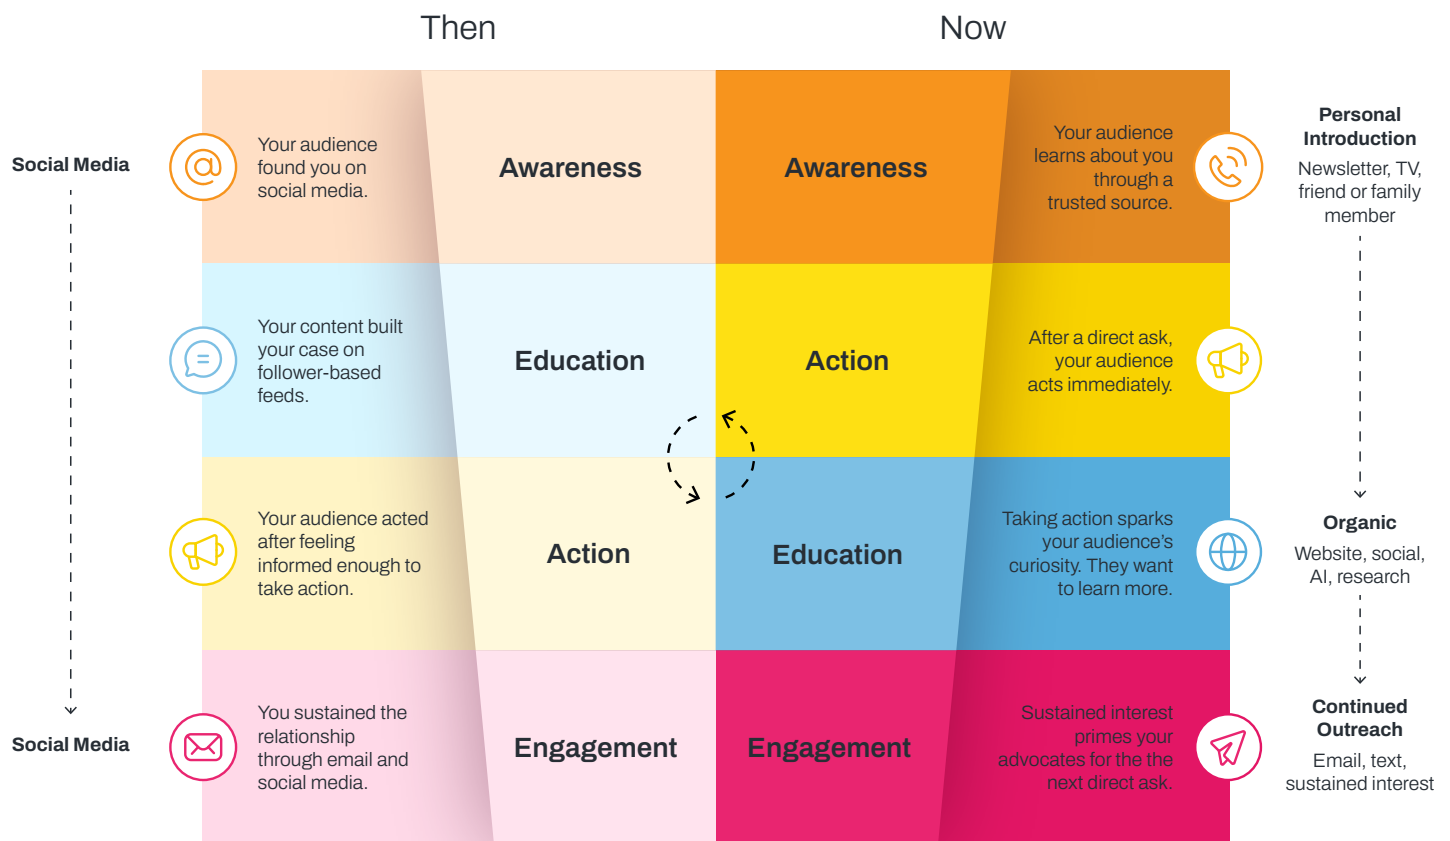 Then
Now
Social Media
Social Media
Your audience
found you on
social media.
Awareness
Your content built
your case on
follower-based
feeds.
Education
Your audience acted
after feeling
informed enough to
take action.
Action
You sustained the
relationship
through email and
social media.
Engagement
Awareness
Your audience
learns about you
through a
trusted source.
Action
After a direct ask,
your audience
acts immediately.
Education
Taking action sparks
your audience’s
curiosity. They want
to learn more.
Engagement
Sustained interest
primes your
advocates for the the
next direct ask.
Personal
Introduction
Newsletter, TV,
friend or family
member
Organic
Website, social,
AI, research
Continued
Outreach
Email, text,
sustained interest